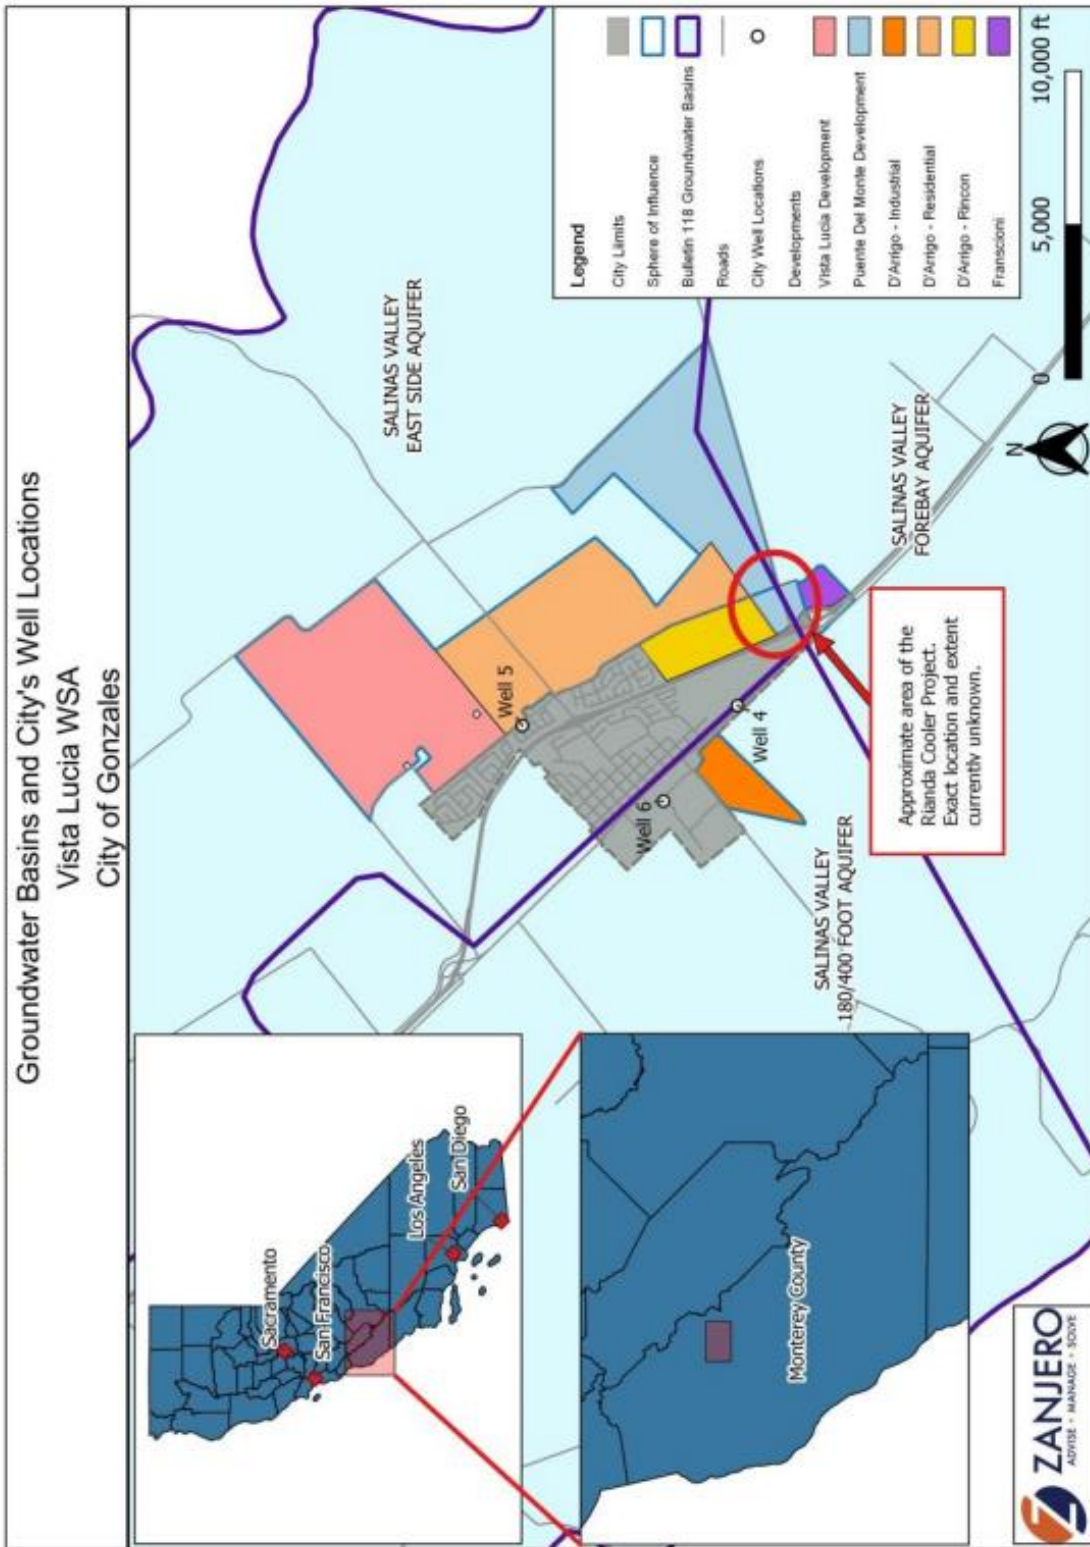 Groundwater Basins and City's Well Locations
Vista Lucia WSA
City of Gonzales
Sacramento
San Francisco
Los Angeles
San Diego
Monterey County
ZANJERO
ADVISE • MANAGE • SOLVE
SALINAS VALLEY
EAST SIDE AQUIFER
Well 5
Well 6
Well 4
SALINAS VALLEY
180/400 FOOT AQUIFER
SALINAS VALLEY
FOREBAY AQUIFER
Approximate area of the
Rianda Cooler Project.
Exact location and extent
currently unknown.
Legend
City Limits
Sphere of Influence
Bulletin 118 Groundwater Basins
Roads
City Well Locations
Developments
Vista Lucia Development
Puente Del Monte Development
D'Arrigo - Industrial
D'Arrigo - Residential
D'Arrigo - Rincon
Franscioni
N
0
5,000
10,000 ft